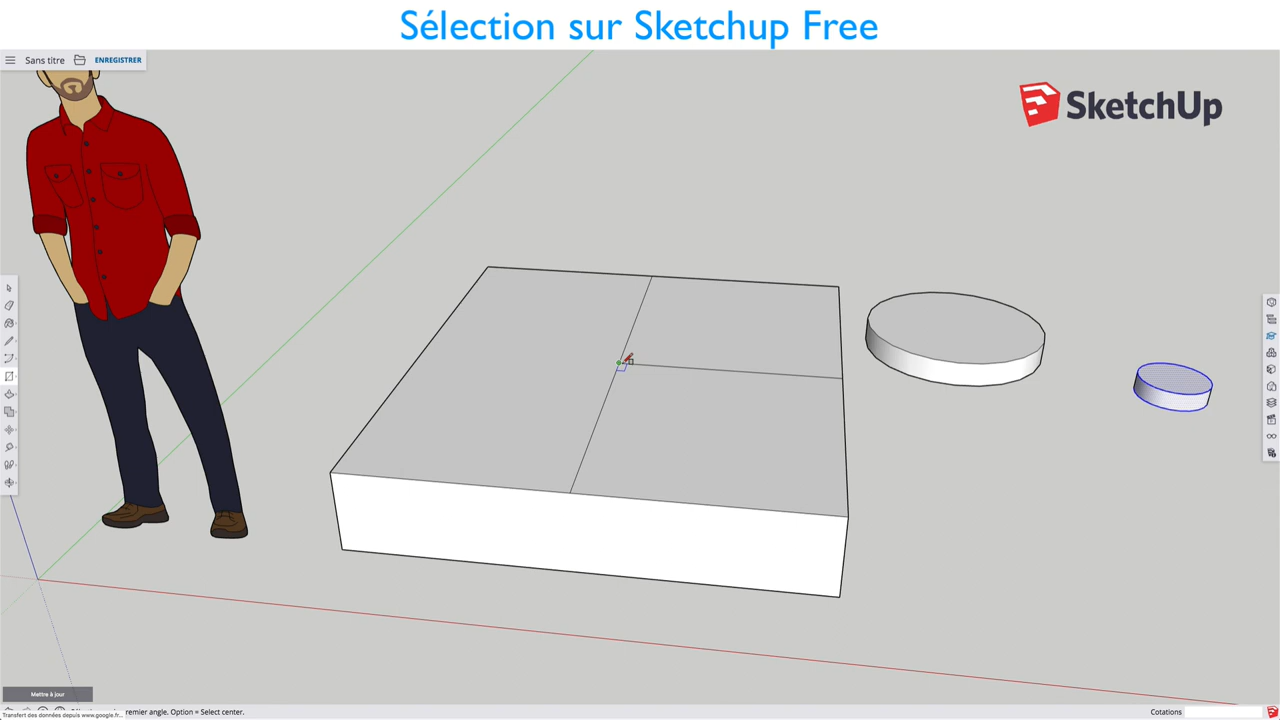 Sélection sur Sketchup Free
Sans titre ENREGISTRER
SketchUp
Mettre à jour
premier angle. Option = Select center.
Transfert des données depuis www.google.fr...
Cotations